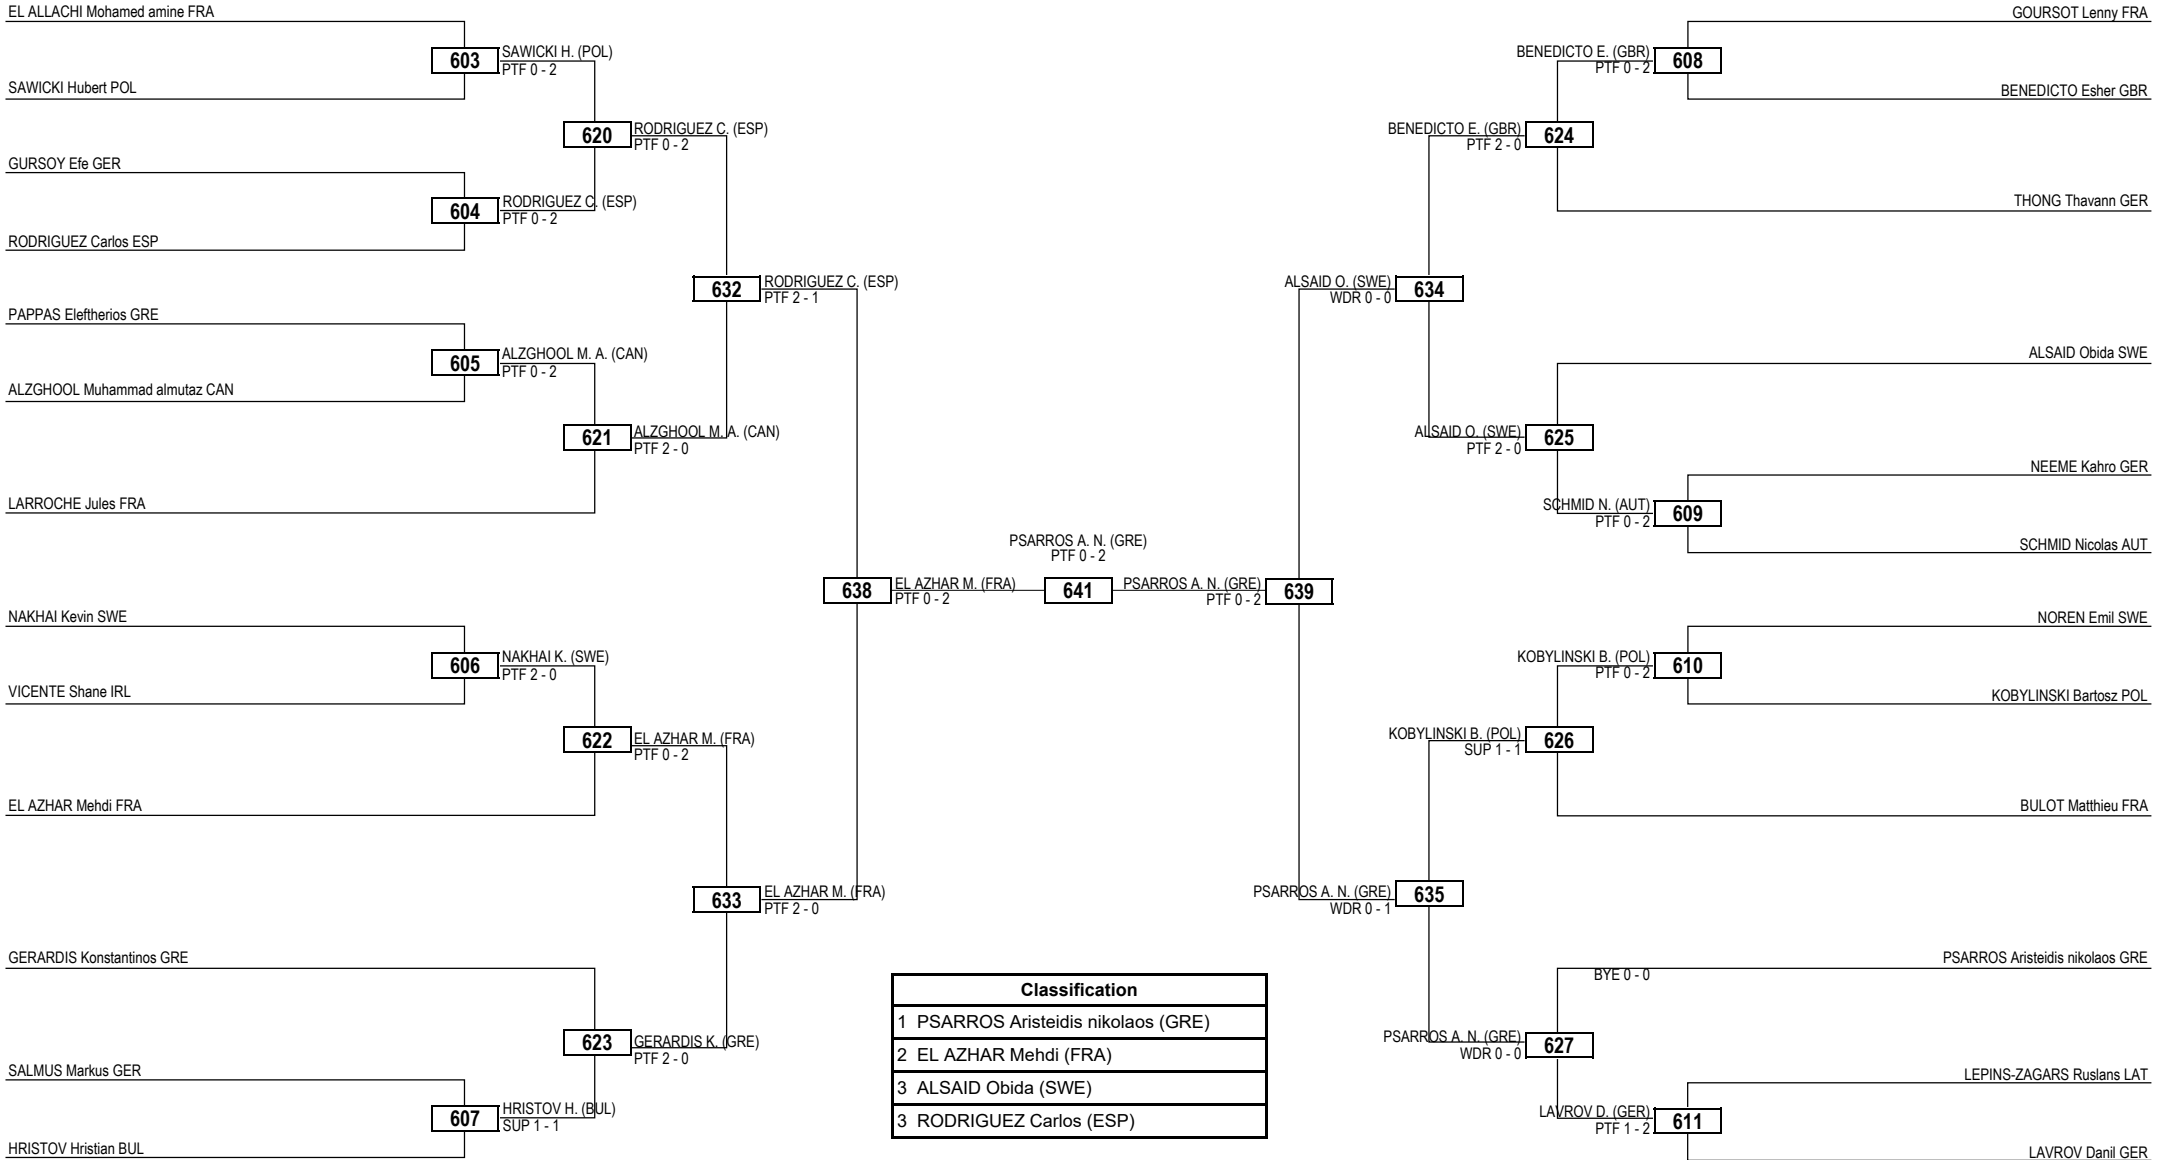 EL ALLACHI Mohamed amine FRA
603
SAWICKI H. (POL)
PTF 0 - 2
SAWICKI Hubert POL
620
RODRIGUEZ C. (ESP)
PTF 0 - 2
GURSOY Efe GER
604
RODRIGUEZ C. (ESP)
PTF 0 - 2
RODRIGUEZ Carlos ESP
632
RODRIGUEZ C. (ESP)
PTF 2 - 1
PAPPAS Eleftherios GRE
605
ALZGHOOL M. A. (CAN)
PTF 0 - 2
ALZGHOOL Muhammad almutaz CAN
621
ALZGHOOL M. A. (CAN)
PTF 2 - 0
LARROCHE Jules FRA
638
EL AZHAR M. (FRA)
PTF 0 - 2
NAKHAI Kevin SWE
606
NAKHAI K. (SWE)
PTF 2 - 0
VICENTE Shane IRL
622
EL AZHAR M. (FRA)
PTF 0 - 2
EL AZHAR Mehdi FRA
633
EL AZHAR M. (FRA)
PTF 2 - 0
GERARDIS Konstantinos GRE
623
GERARDIS K. (GRE)
PTF 2 - 0
SALMUS Markus GER
607
HRISTOV H. (BUL)
SUP 1 - 1
HRISTOV Hristian BUL
PSARROS A. N. (GRE)
PTF 0 - 2
641
GOURSOT Lenny FRA
BENEDICTO E. (GBR)
PTF 0 - 2
608
BENEDICTO Esher GBR
BENEDICTO E. (GBR)
PTF 2 - 0
624
THONG Thavann GER
ALSAID O. (SWE)
WDR 0 - 0
634
ALSAID Obida SWE
ALSAID O. (SWE)
PTF 2 - 0
625
NEEME Kahro GER
SCHMID N. (AUT)
PTF 0 - 2
609
SCHMID Nicolas AUT
PSARROS A. N. (GRE)
PTF 0 - 2
639
NOREN Emil SWE
KOBYLINSKI B. (POL)
PTF 0 - 2
610
KOBYLINSKI Bartosz POL
KOBYLINSKI B. (POL)
SUP 1 - 1
626
BULOT Matthieu FRA
PSARROS A. N. (GRE)
WDR 0 - 1
635
PSARROS Aristeidis nikolaos GRE
BYE 0 - 0
PSARROS A. N. (GRE)
WDR 0 - 0
627
LEPINS-ZAGARS Ruslans LAT
LAVROV D. (GER)
PTF 1 - 2
611
LAVROV Danil GER
Classification
1 PSARROS Aristeidis nikolaos (GRE)
2 EL AZHAR Mehdi (FRA)
3 ALSAID Obida (SWE)
3 RODRIGUEZ Carlos (ESP)